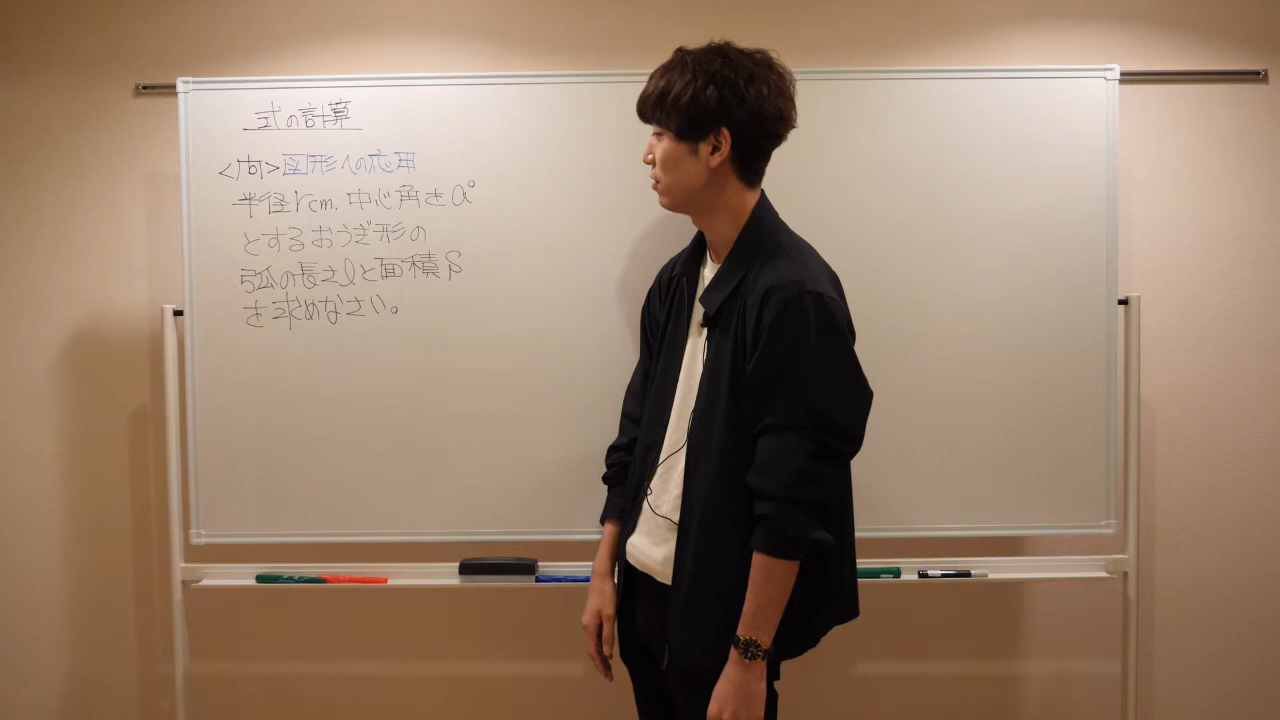 式の計算
<問>図形への応用
半径rcm.中心角をa°
とするおうぎ形の
弧の長さlと面積S
を求めなさい。